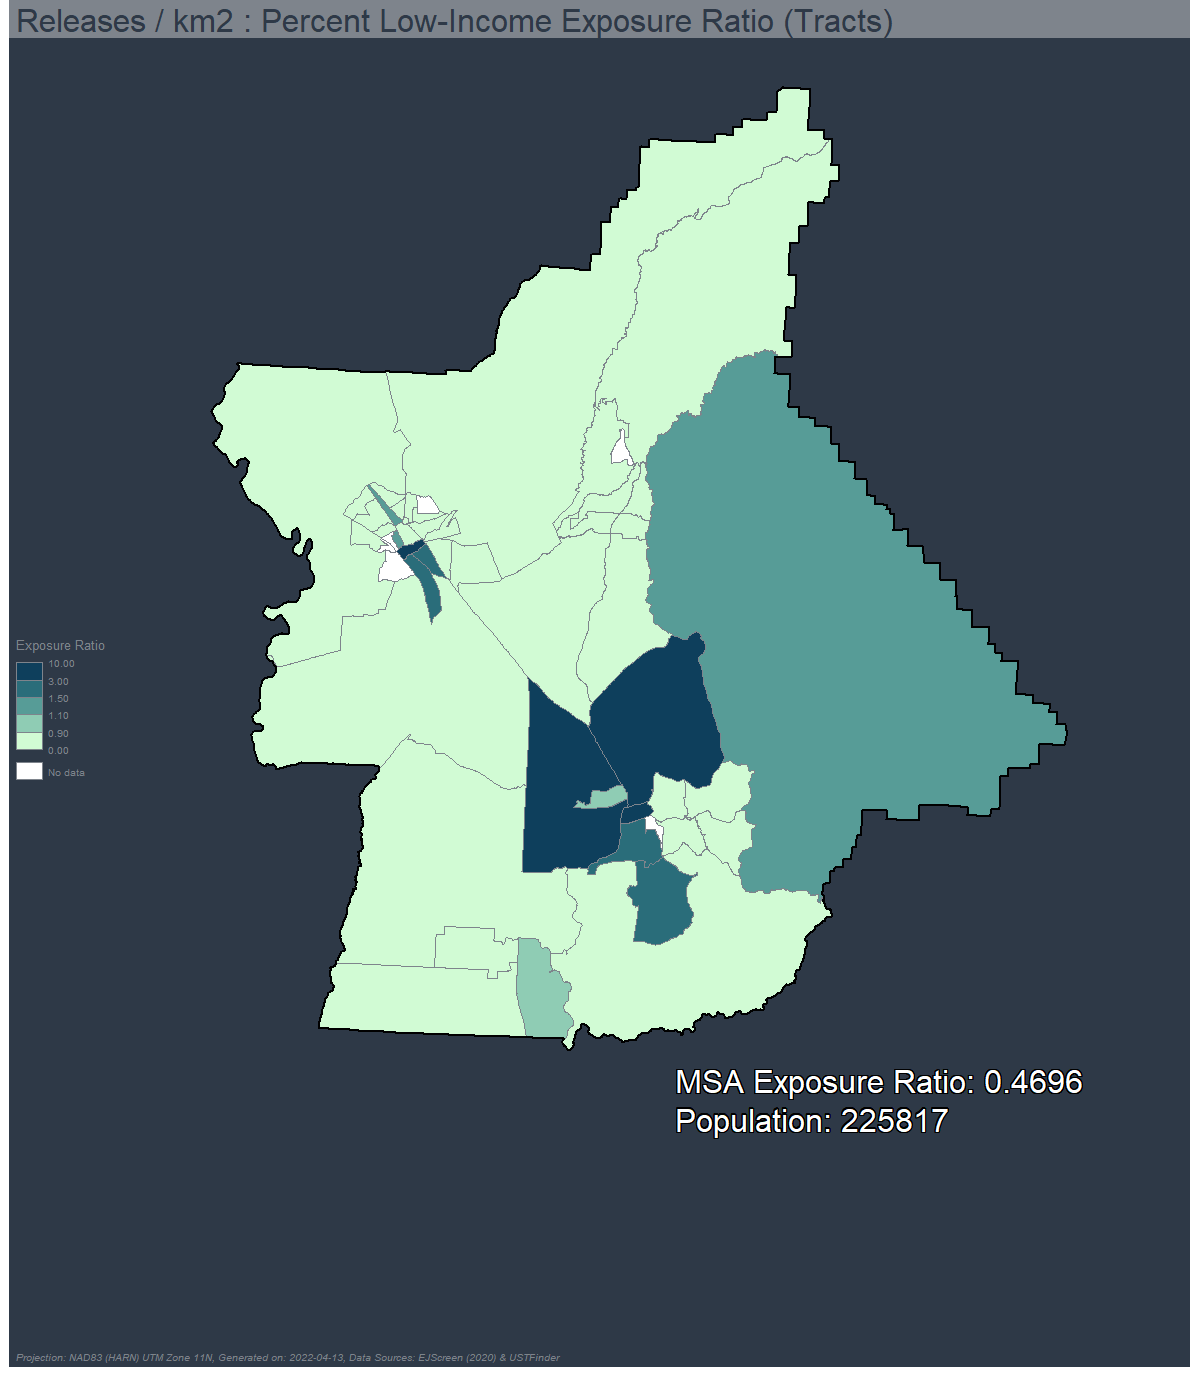 Releases / km2 : Percent Low-Income Exposure Ratio (Tracts)
Exposure Ratio
10.00
3.00
1.50
1.10
0.90
0.00
No data
MSA Exposure Ratio: 0.4696
Population: 225817
Projection: NAD83 (HARN) UTM Zone 11N, Generated on: 2022-04-13, Data Sources: EJScreen (2020) & USTFinder